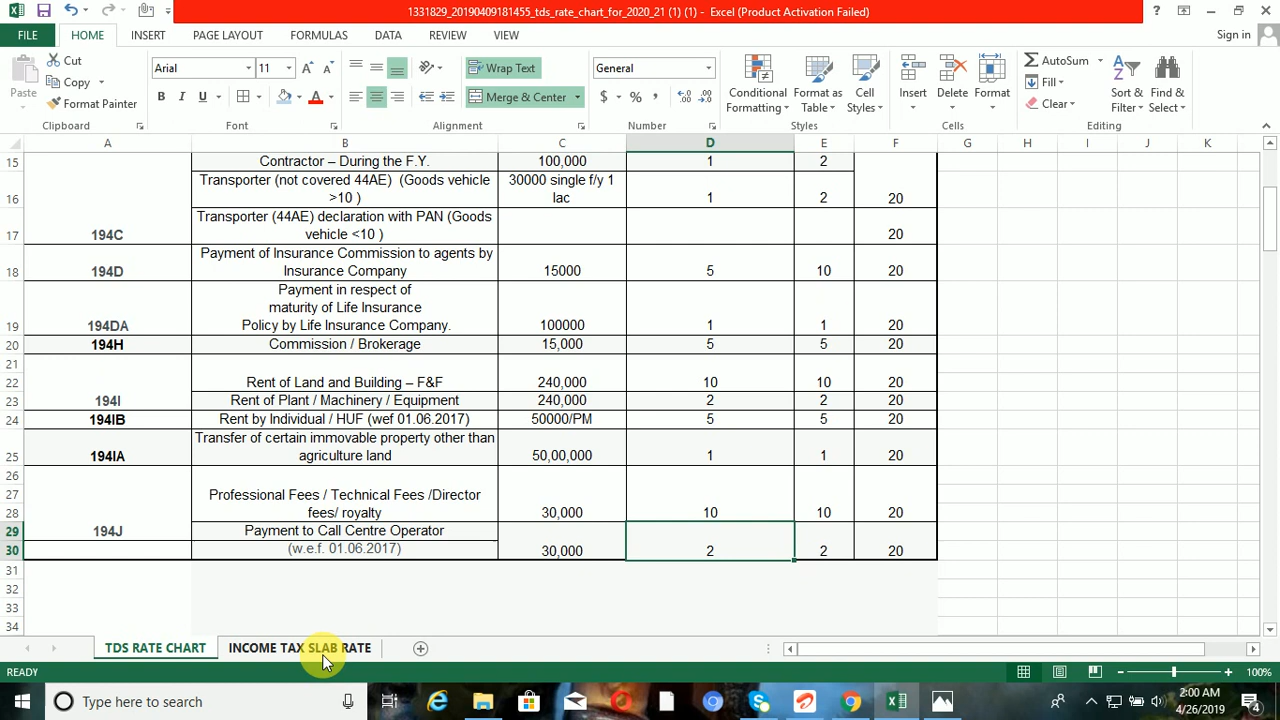 1331829_20190409181455_tds_rate_chart_for_2020_21 (1) (1) - Excel (Product Activation Failed)
FILE HOME INSERT PAGE LAYOUT FORMULAS DATA REVIEW VIEW Sign in
Paste Cut Copy Format Painter
Arial 11
B I U A
Wrap Text
Merge & Center
General
$ % ,
Conditional Formatting Format as Table Cell Styles
Insert Delete Format
AutoSum Fill Clear
Sort & Filter Find & Select
Clipboard Font Alignment Number Styles Cells Editing
A B C D E F G H I J K
15 Contractor – During the F.Y. 100,000 1 2
Transporter (not covered 44AE) (Goods vehicle 30000 single f/y 1
16 >10 ) lac 1 2 20
Transporter (44AE) declaration with PAN (Goods
17 194C vehicle <10 ) 20
Payment of Insurance Commission to agents by
18 194D Insurance Company 15000 5 10 20
Payment in respect of
maturity of Life Insurance
19 194DA Policy by Life Insurance Company. 100000 1 1 20
20 194H Commission / Brokerage 15,000 5 5 20
21
22 Rent of Land and Building – F&F 240,000 10 10 20
23 194I Rent of Plant / Machinery / Equipment 240,000 2 2 20
24 194IB Rent by Individual / HUF (wef 01.06.2017) 50000/PM 5 5 20
Transfer of certain immovable property other than
25 194IA agriculture land 50,00,000 1 1 20
26
27 Professional Fees / Technical Fees /Director
28 fees/ royalty 30,000 10 10 20
29 194J Payment to Call Centre Operator
30 (w.e.f. 01.06.2017) 30,000 2 2 20
31
32
33
34
TDS RATE CHART INCOME TAX SLAB RATE
READY 100%
Type here to search
2:00 AM
4/26/2019
4